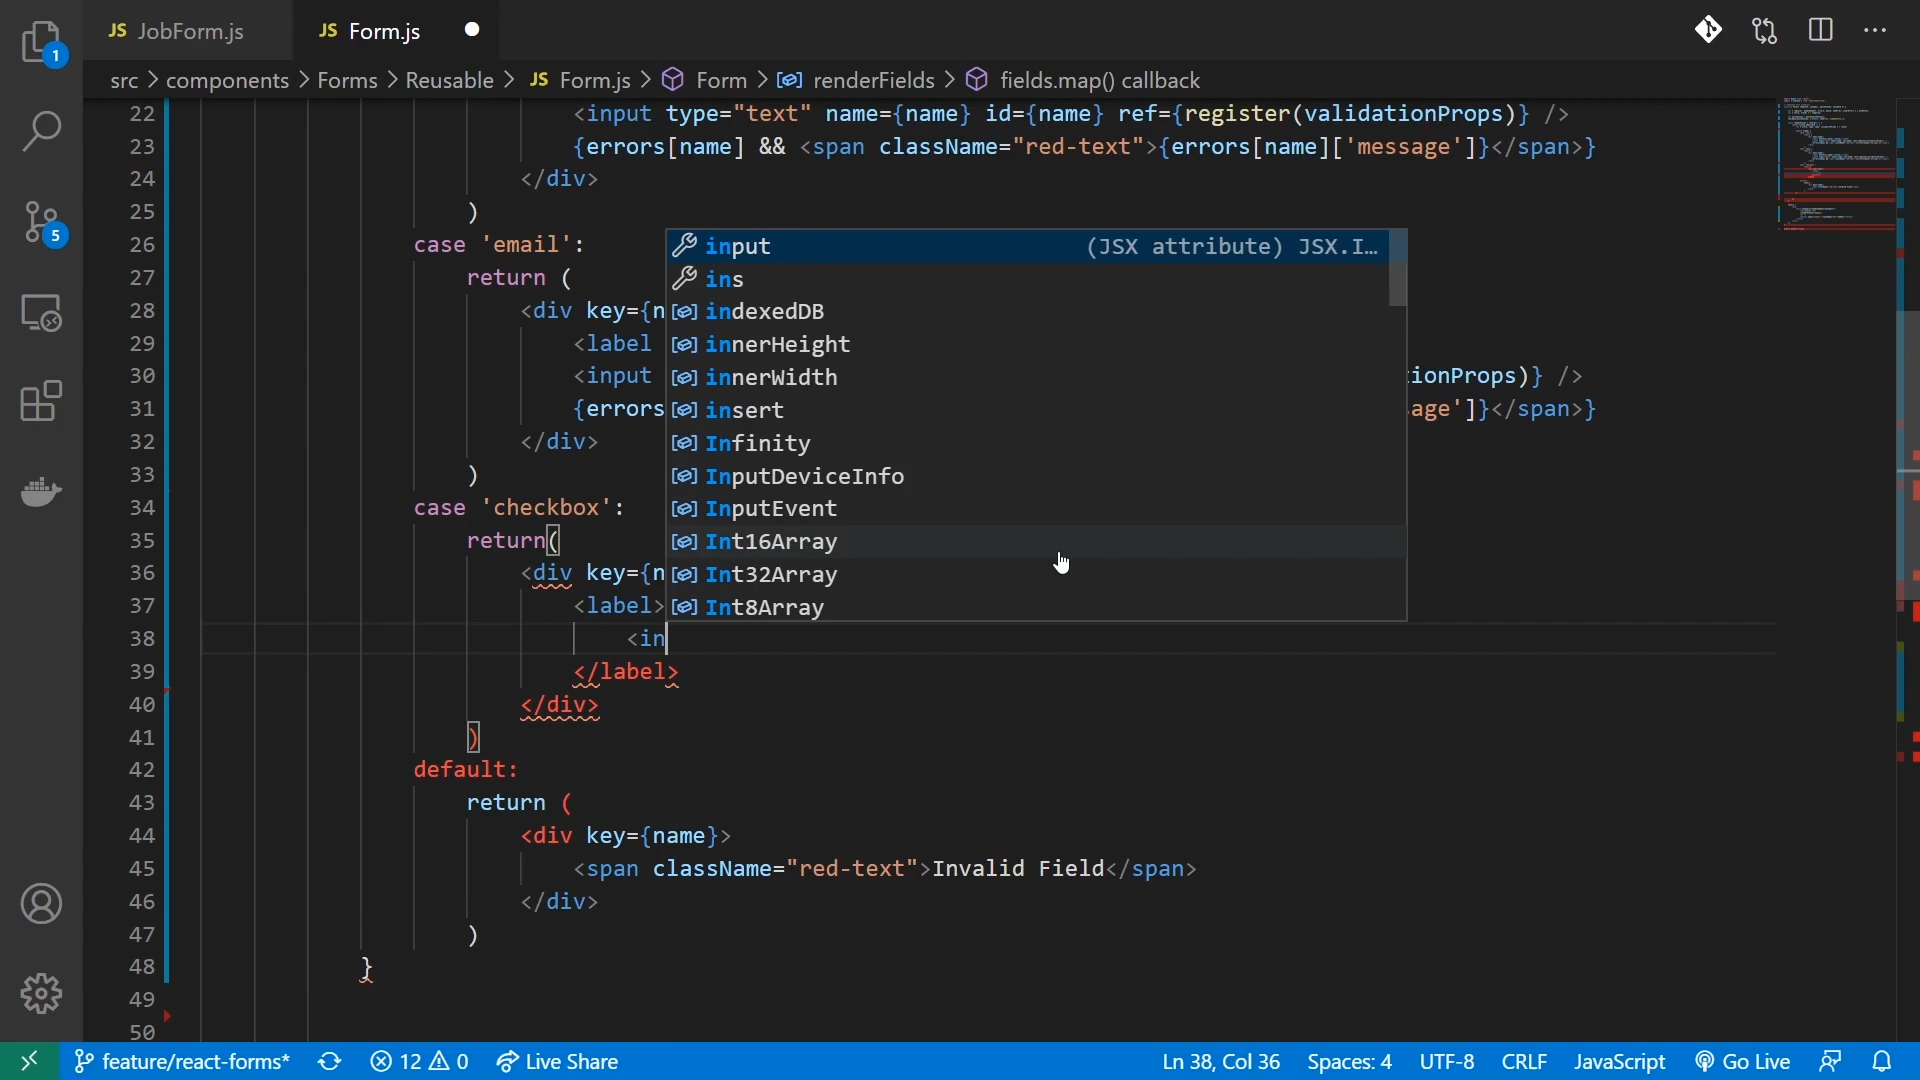 JS JobForm.js
JS Form.js
1
src > components > Forms > Reusable > JS Form.js > Form > renderFields > fields.map() callback
22 <input type="text" name={name} id={name} ref={register(validationProps)} />
23 {errors[name] && <span className="red-text">{errors[name]['message']}</span>}
24 </div>
25 )
26 case 'email':
27 return (
28 <div key={n
29 <label
30 <input tionProps)} />
31 {errors sage']}</span>}
32 </div>
33 )
34 case 'checkbox':
35 return(
36 <div key={n
37 <label>
38 <in
39 </label>
40 </div>
41 )
42 default:
43 return (
44 <div key={name}>
45 <span className="red-text">Invalid Field</span>
46 </div>
47 )
48 }
49
50
input (JSX attribute) JSX.I…
ins
indexedDB
innerHeight
innerWidth
insert
Infinity
InputDeviceInfo
InputEvent
Int16Array
Int32Array
Int8Array
5
feature/react-forms* 12 0 Live Share Ln 38, Col 36 Spaces: 4 UTF-8 CRLF JavaScript Go Live